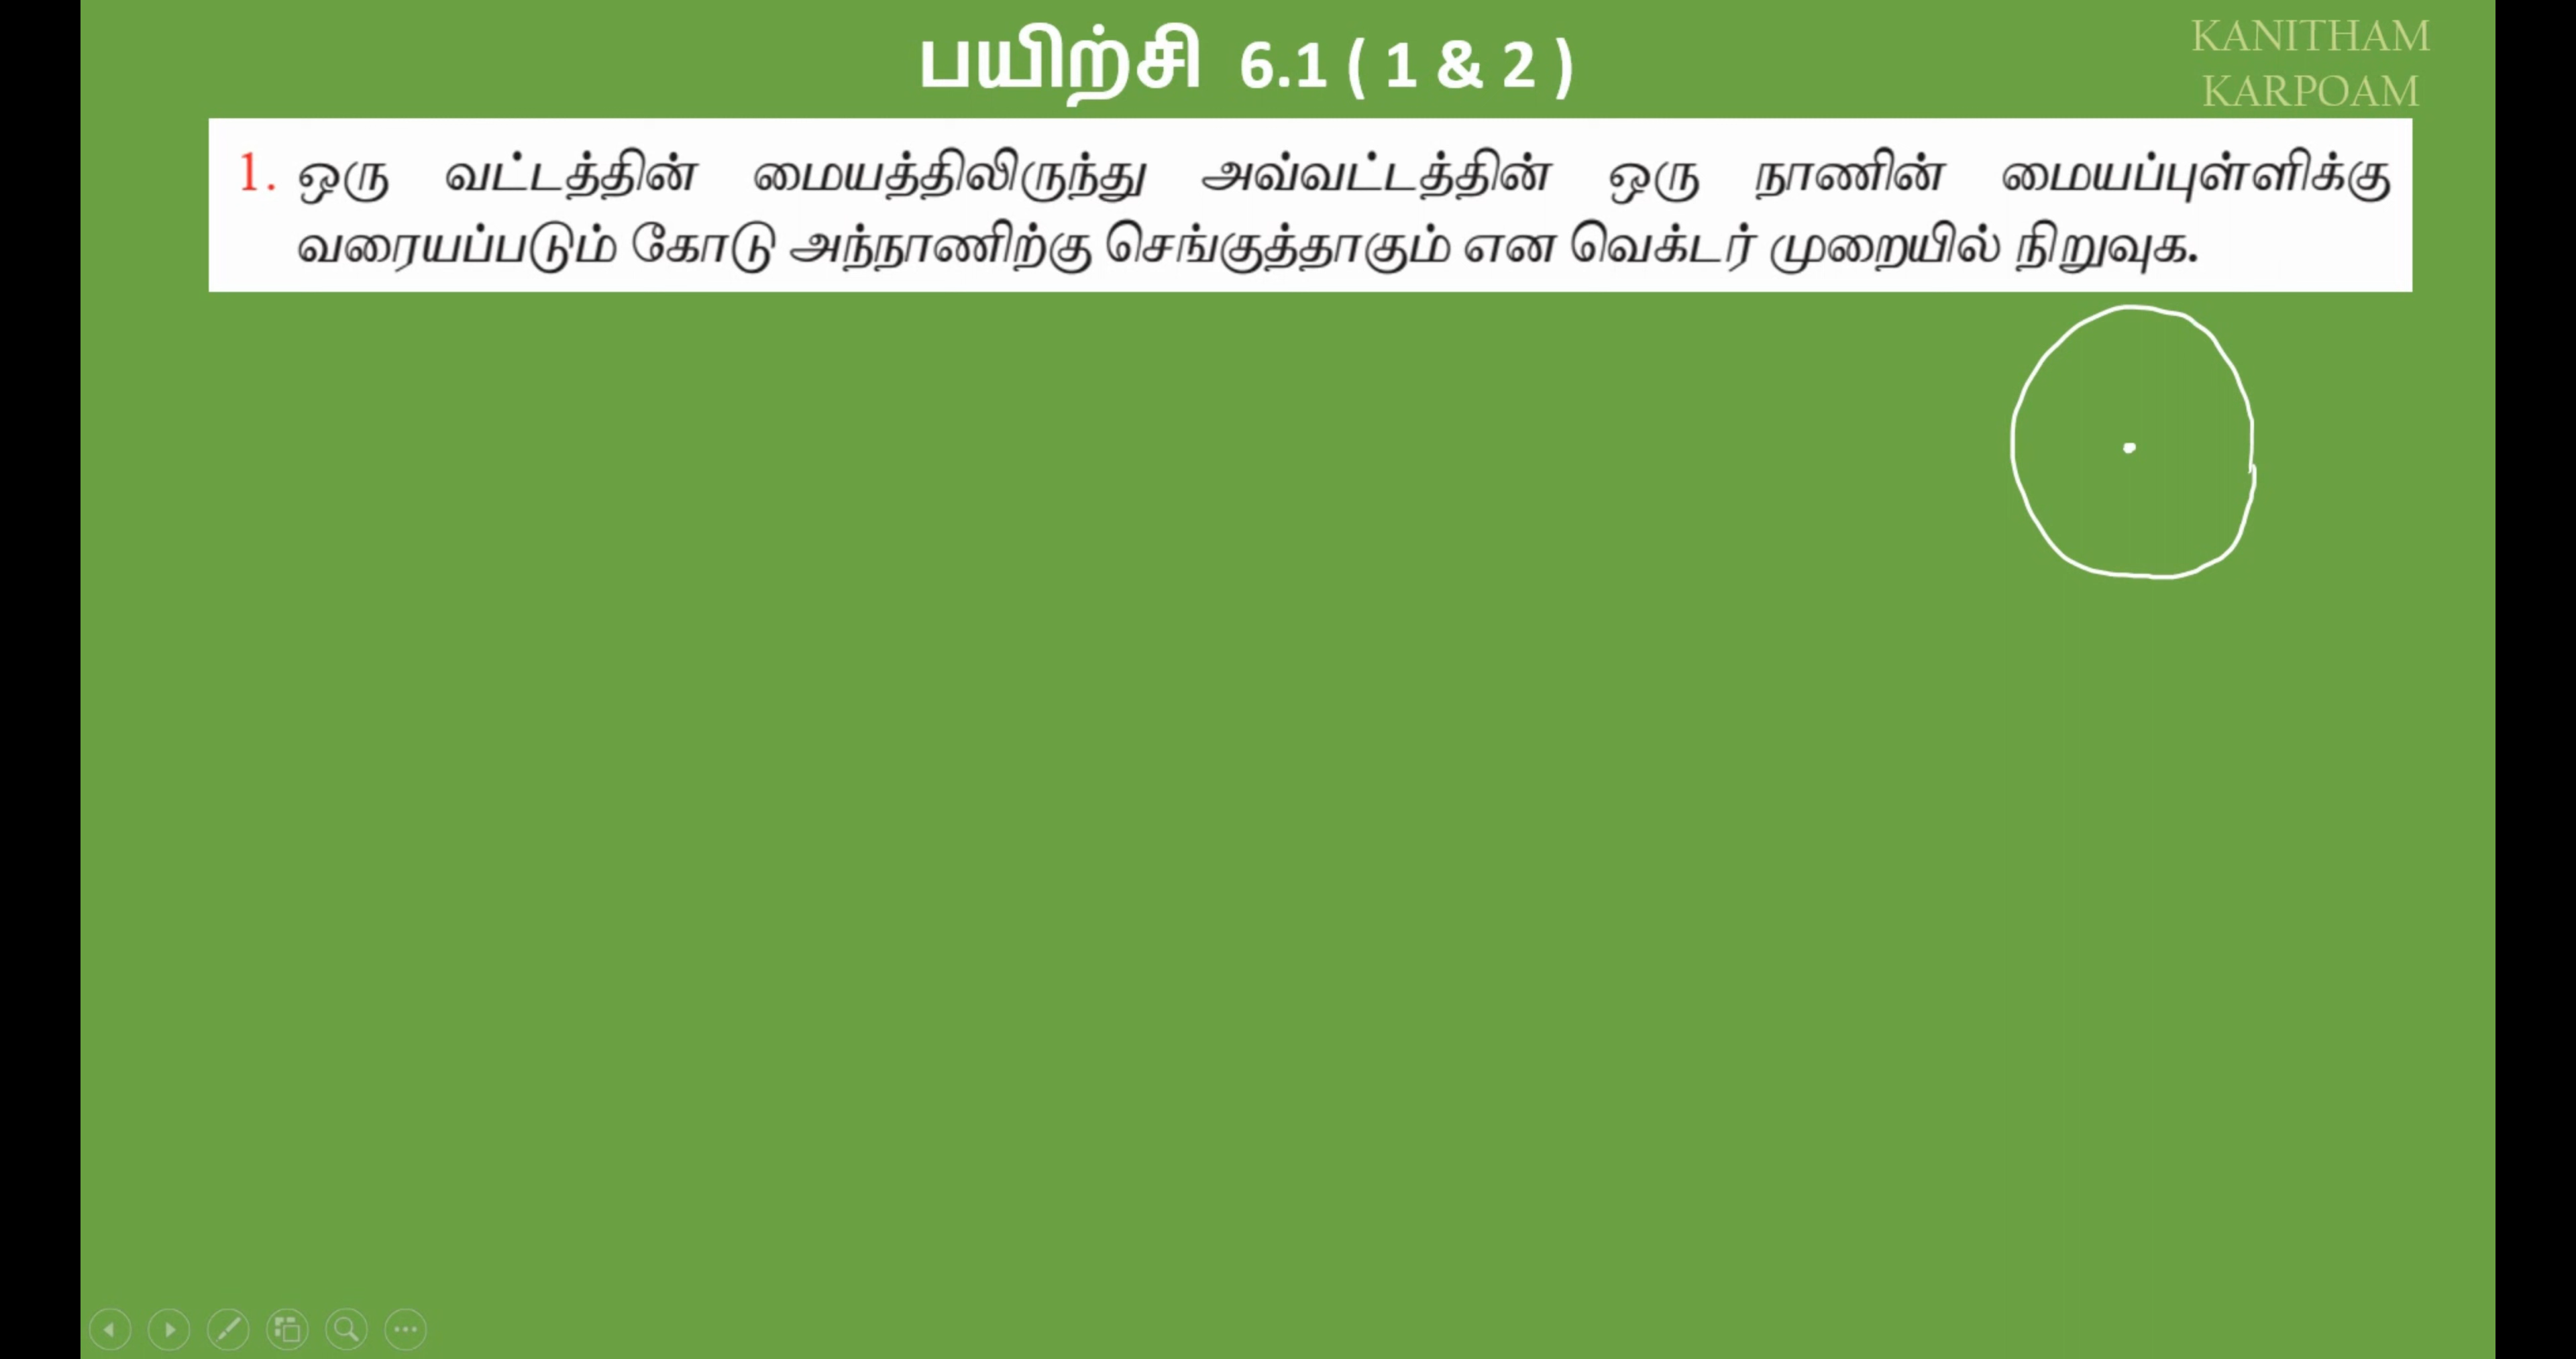 பயிற்சி 6.1 ( 1 & 2 )
KANITHAM
KARPOAM
1. ஒரு வட்டத்தின் மையத்திலிருந்து அவ்வட்டத்தின் ஒரு நாணின் மையப்புள்ளிக்கு
வரையப்படும் கோடு அந்நாணிற்கு செங்குத்தாகும் என வெக்டர் முறையில் நிறுவுக.